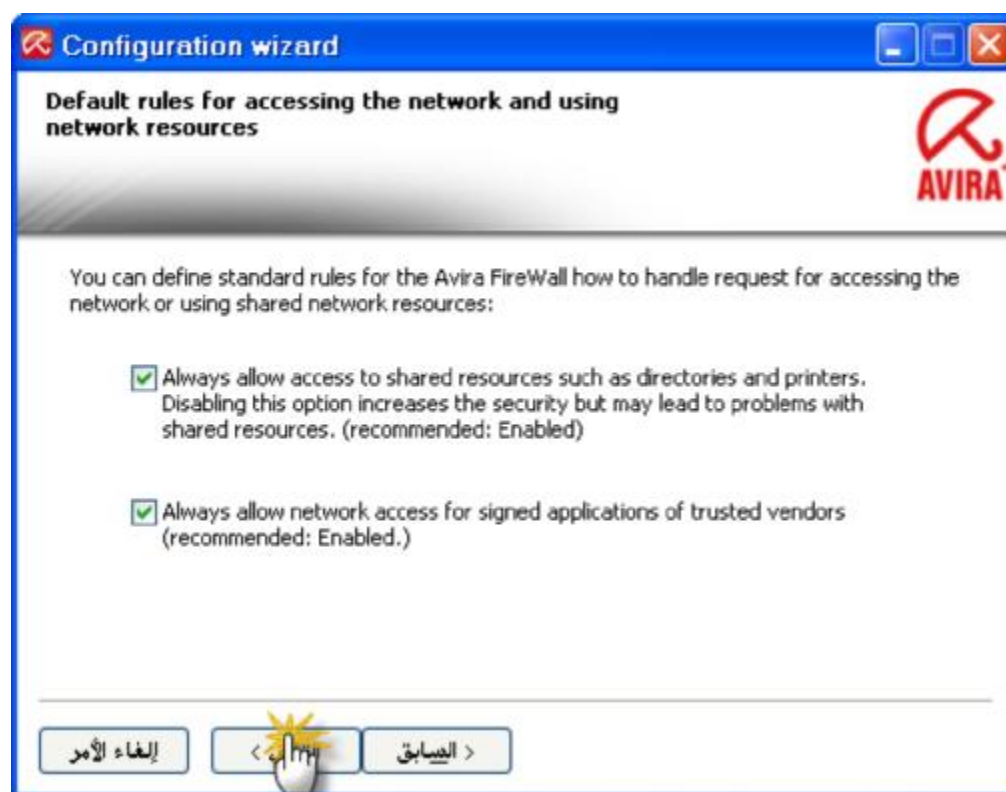 Configuration wizard
Default rules for accessing the network and using
network resources
AVIRA
You can define standard rules for the Avira FireWall how to handle request for accessing the
network or using shared network resources:
Always allow access to shared resources such as directories and printers.
Disabling this option increases the security but may lead to problems with
shared resources. (recommended: Enabled)
Always allow network access for signed applications of trusted vendors
(recommended: Enabled.)
< السابق > إلغاء الأمر